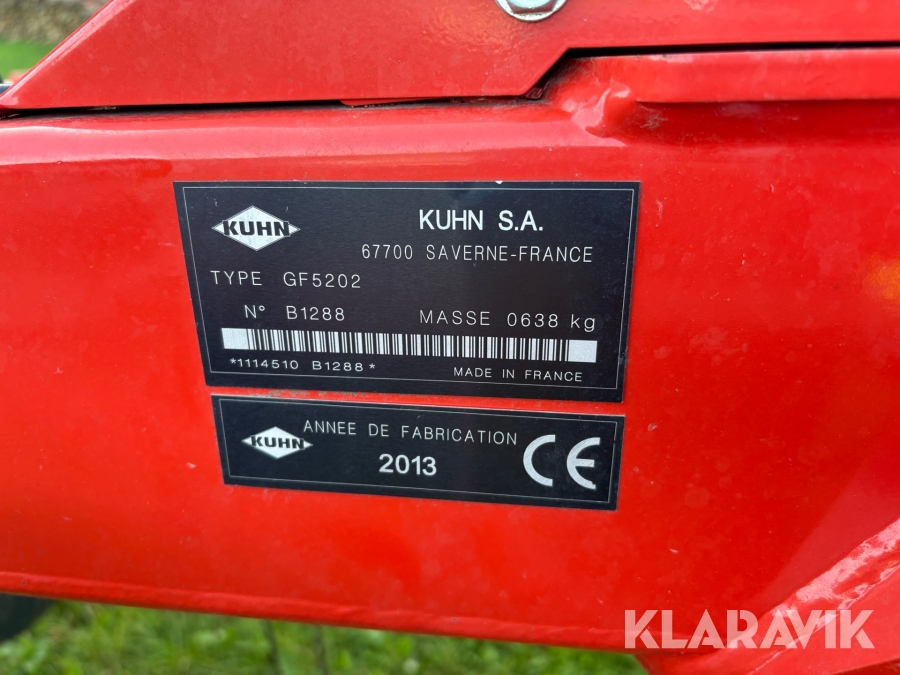 KUHN
KUHN S.A.
67700 SAVERNE-FRANCE
TYPE GF5202
N° B1288 MASSE 0638 kg
*1114510 B1288*
MADE IN FRANCE
KUHN
ANNEE DE FABRICATION
2013
CE
KLARAVIK